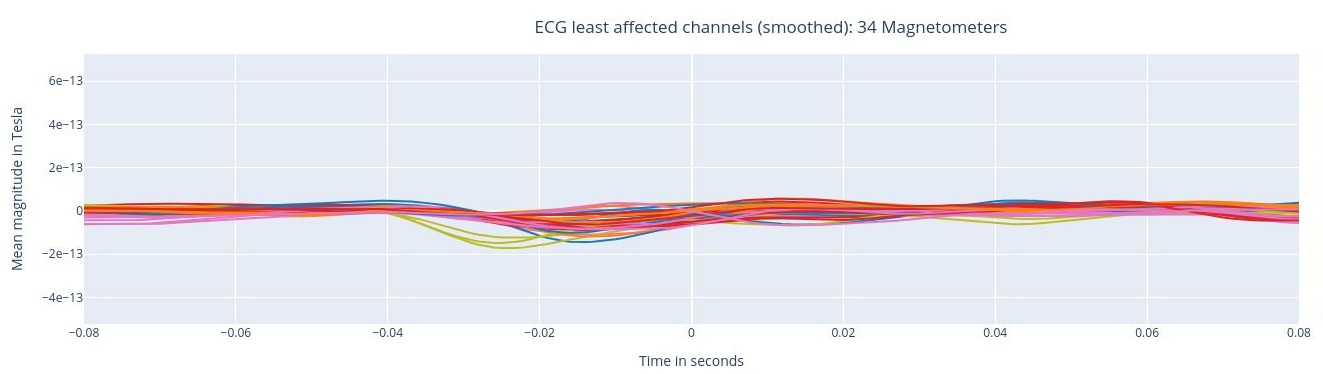 ECG least affected channels (smoothed): 34 Magnetometers
Mean magnitude in Tesla
6e−13
4e−13
2e−13
0
−2e−13
−4e−13
−0.08 −0.06 −0.04 −0.02 0 0.02 0.04 0.06 0.08
Time in seconds